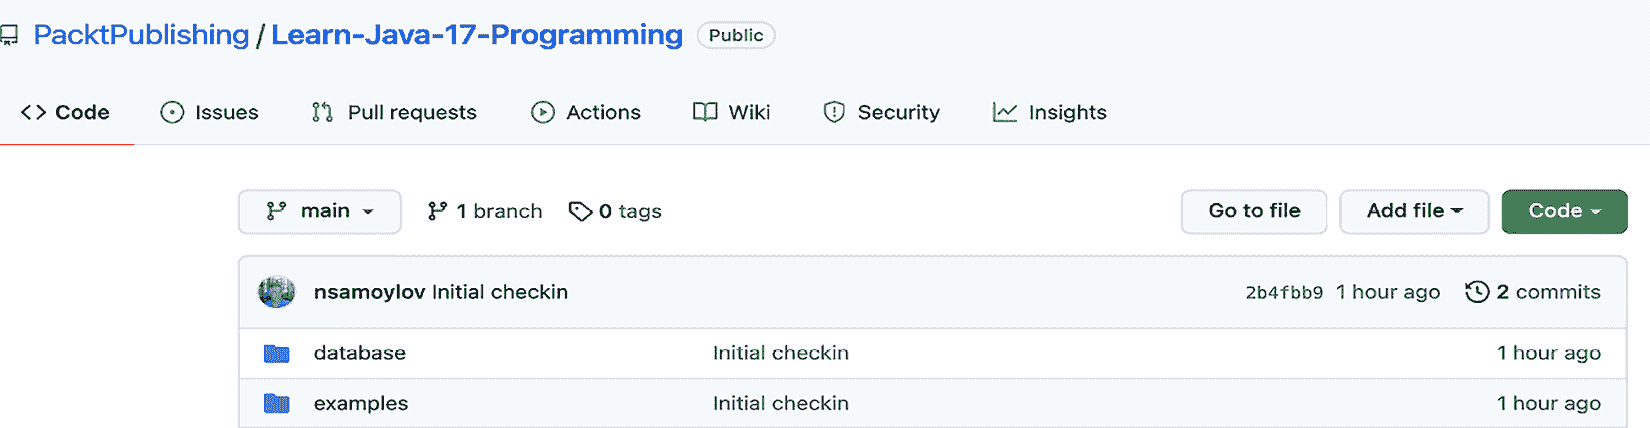 PacktPublishing / Learn-Java-17-Programming Public
Code Issues Pull requests Actions Wiki Security Insights
main 1 branch 0 tags Go to file Add file Code
nsamoylov Initial checkin 2b4fbb9 1 hour ago 2 commits
database Initial checkin 1 hour ago
examples Initial checkin 1 hour ago